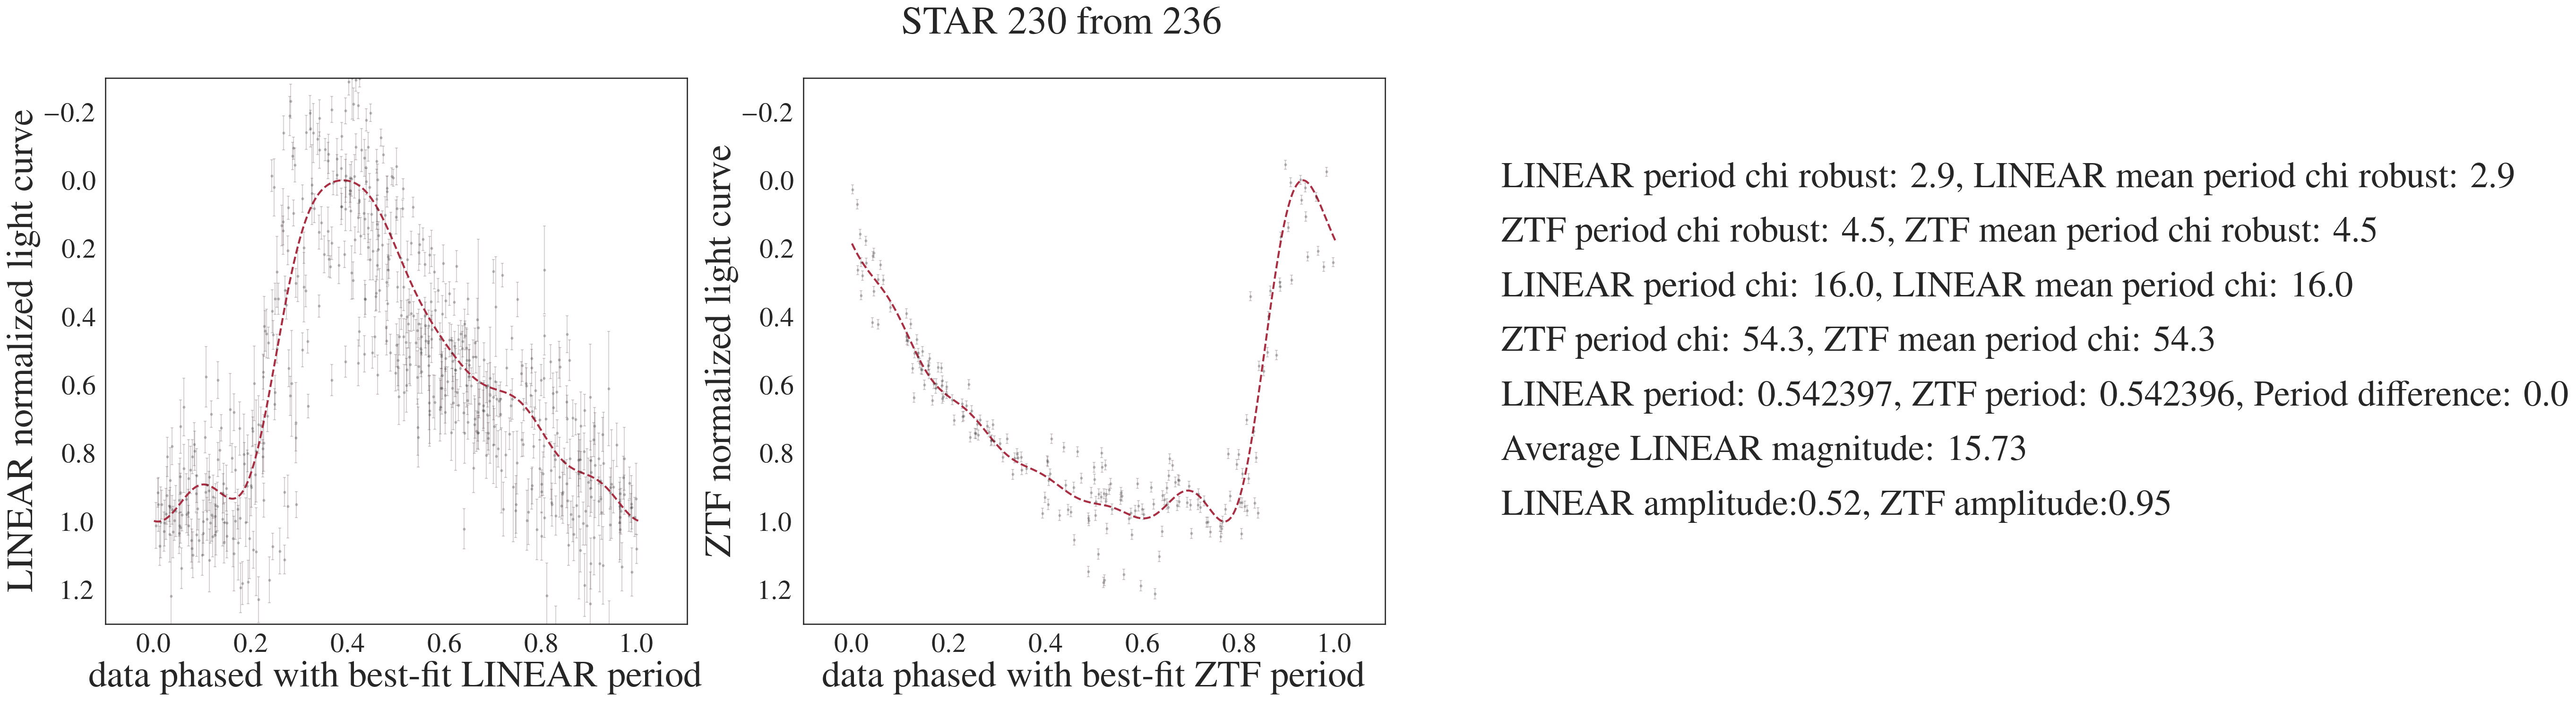 STAR 230 from 236
LINEAR normalized light curve
−0.2
0.0
0.2
0.4
0.6
0.8
1.0
1.2
0.0 0.2 0.4 0.6 0.8 1.0
data phased with best-fit LINEAR period
ZTF normalized light curve
−0.2
0.0
0.2
0.4
0.6
0.8
1.0
1.2
0.0 0.2 0.4 0.6 0.8 1.0
data phased with best-fit ZTF period
LINEAR period chi robust: 2.9, LINEAR mean period chi robust: 2.9
ZTF period chi robust: 4.5, ZTF mean period chi robust: 4.5
LINEAR period chi: 16.0, LINEAR mean period chi: 16.0
ZTF period chi: 54.3, ZTF mean period chi: 54.3
LINEAR period: 0.542397, ZTF period: 0.542396, Period difference: 0.0
Average LINEAR magnitude: 15.73
LINEAR amplitude:0.52, ZTF amplitude:0.95